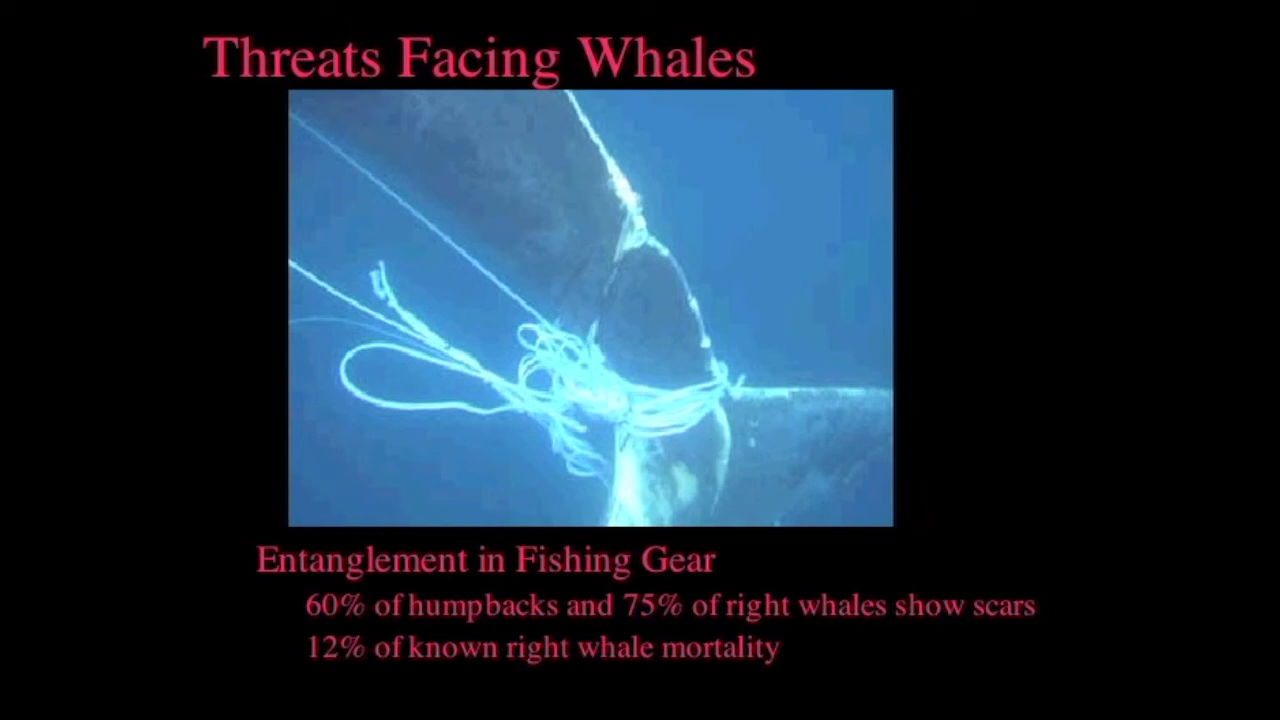 Threats Facing Whales
Entanglement in Fishing Gear
60% of humpbacks and 75% of right whales show scars
12% of known right whale mortality